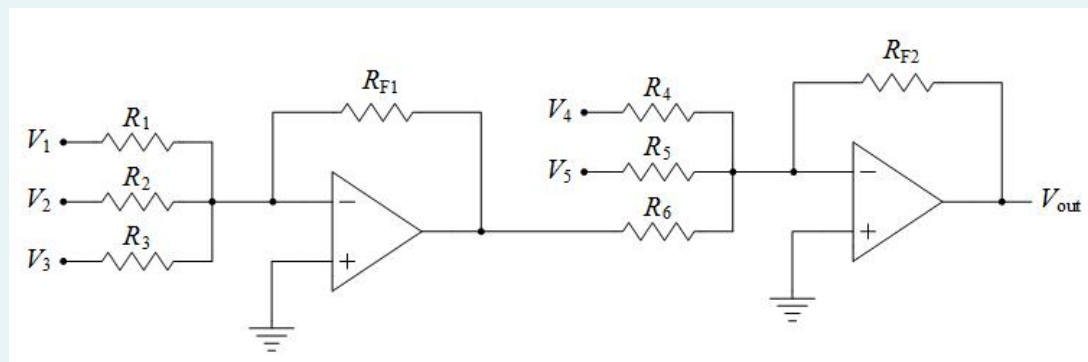 R_F2
R_F1
R_4
V_4
R_1
V_1
R_5
V_5
R_2
V_2
−
−
V_out
R_6
R_3
V_3
+
+